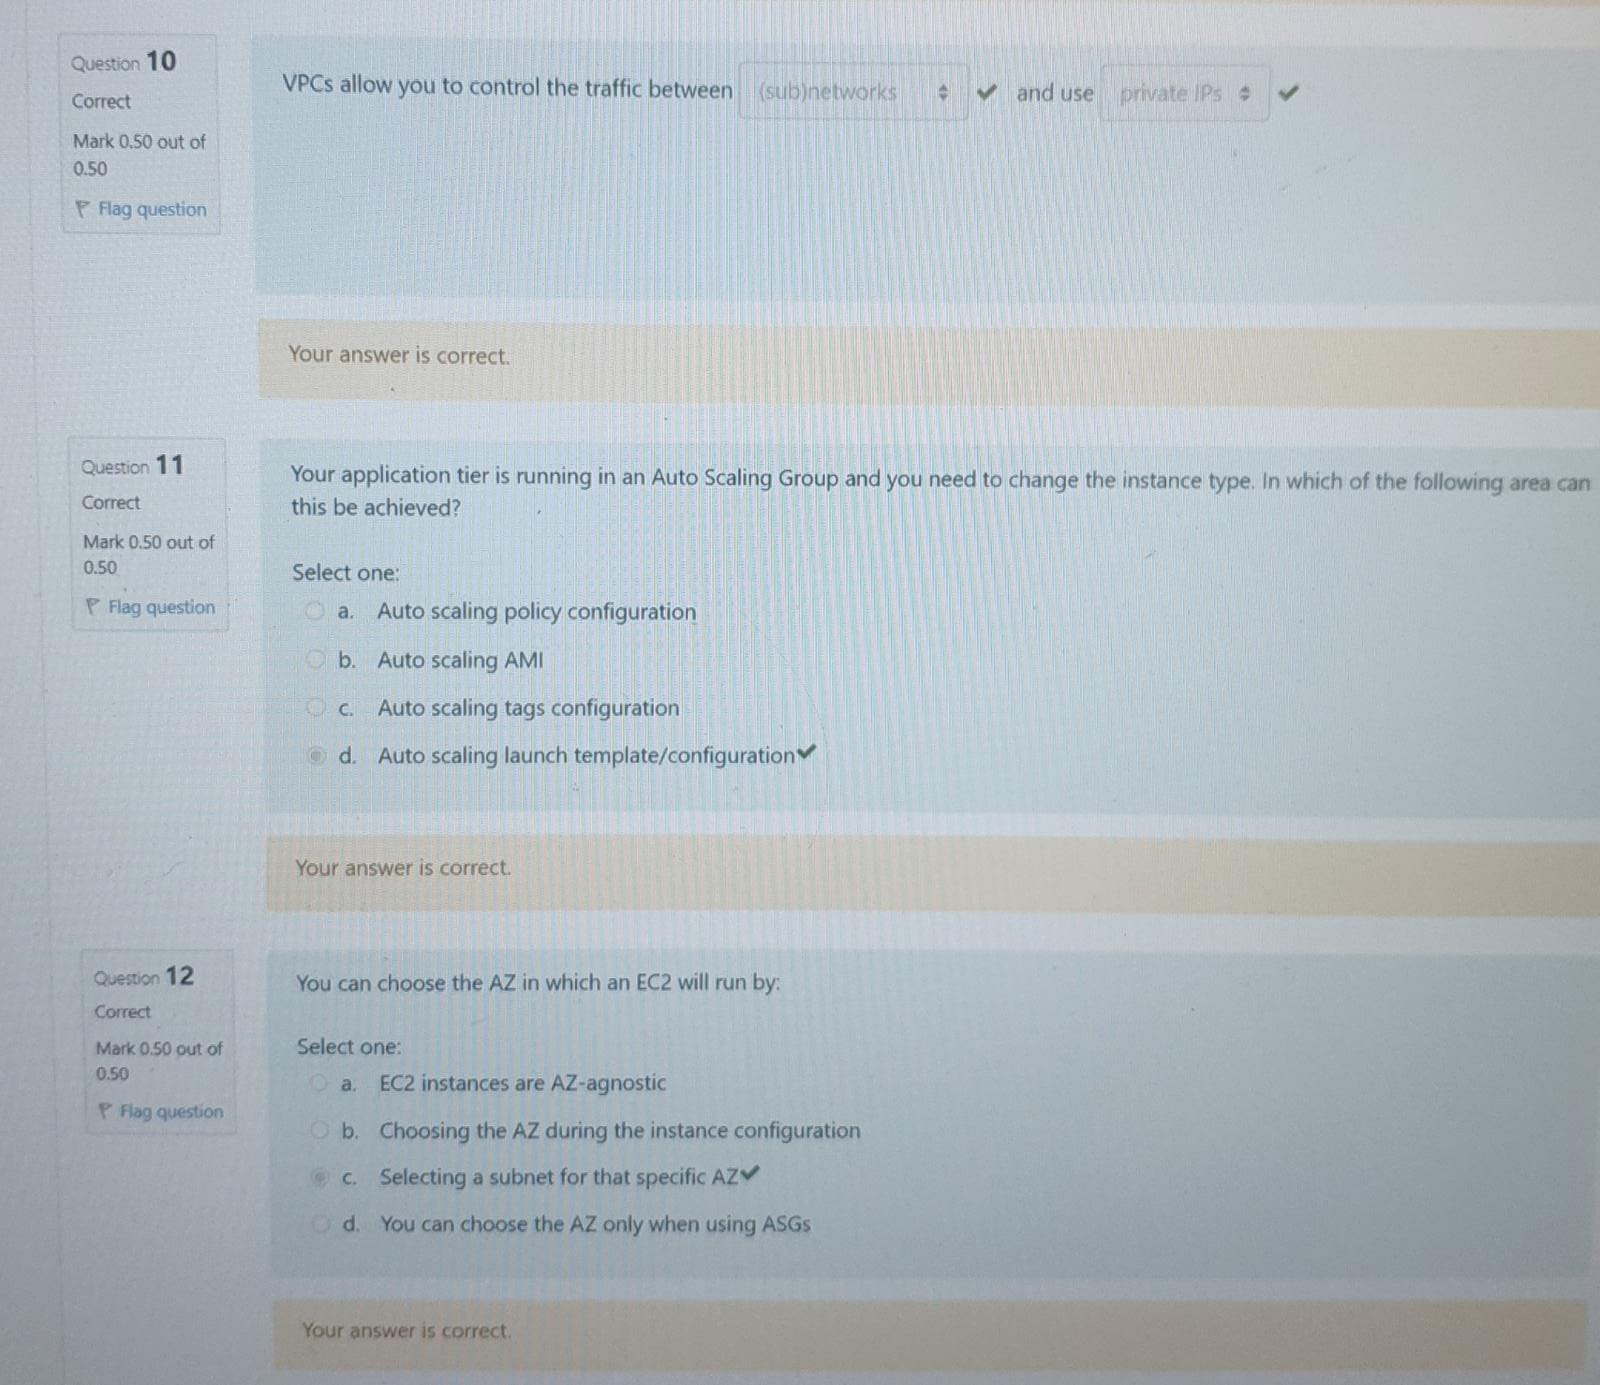 Question 10
Correct
Mark 0.50 out of
0.50
Flag question
VPCs allow you to control the traffic between (sub)networks and use private IPs
Your answer is correct.
Question 11
Correct
Mark 0.50 out of
0.50
Flag question
Your application tier is running in an Auto Scaling Group and you need to change the instance type. In which of the following area can
this be achieved?
Select one:
a. Auto scaling policy configuration
b. Auto scaling AMI
c. Auto scaling tags configuration
d. Auto scaling launch template/configuration
Your answer is correct.
Question 12
Correct
Mark 0.50 out of
0.50
Flag question
You can choose the AZ in which an EC2 will run by:
Select one:
a. EC2 instances are AZ-agnostic
b. Choosing the AZ during the instance configuration
c. Selecting a subnet for that specific AZ
d. You can choose the AZ only when using ASGs
Your answer is correct.